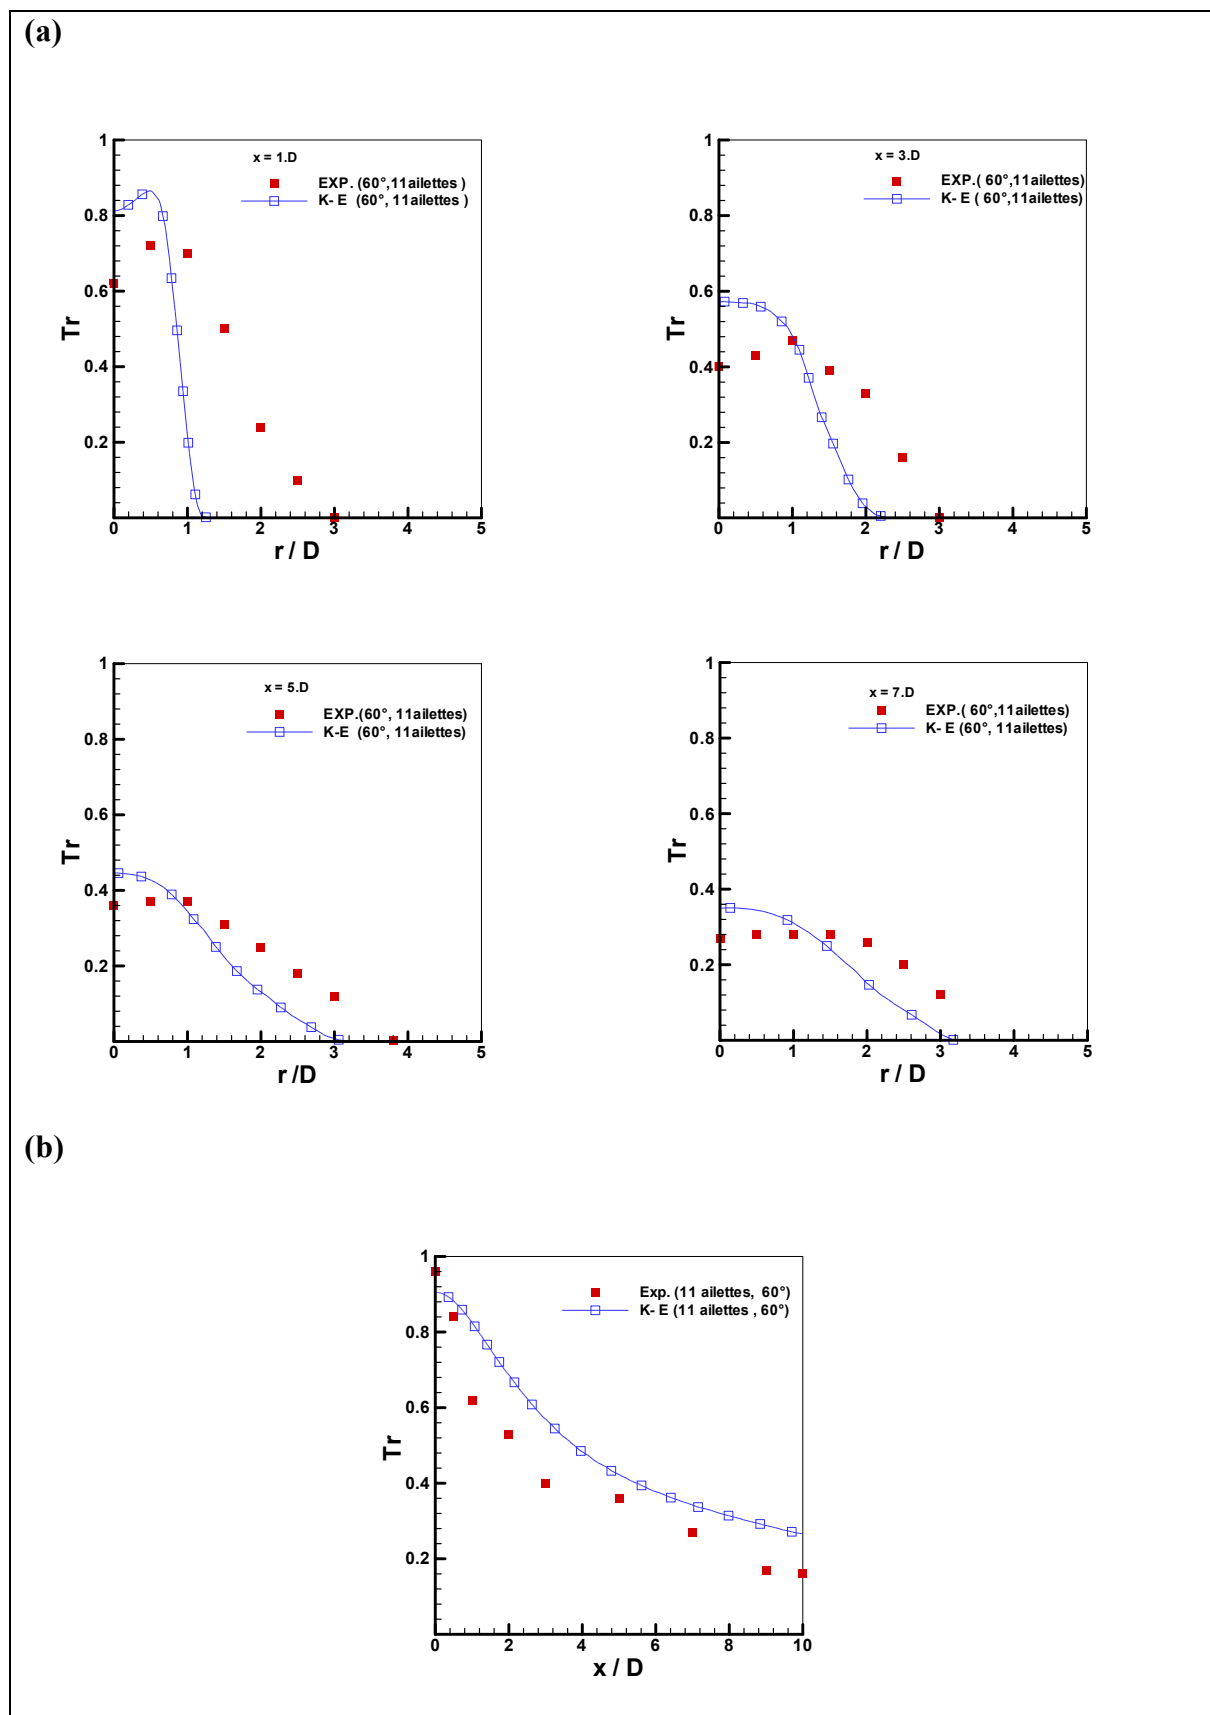 (a)
x = 1.D
EXP. (60°,11ailettes )
K- E (60°, 11ailettes )
1
0.8
0.6
0.4
0.2
Tr
0 1 2 3 4 5
r / D
x = 3.D
EXP.( 60°,11ailettes)
K- E ( 60°,11ailettes)
1
0.8
0.6
0.4
0.2
Tr
0 1 2 3 4 5
r / D
x = 5.D
EXP.(60°, 11ailettes)
K-E (60°, 11ailettes)
1
0.8
0.6
0.4
0.2
Tr
0 1 2 3 4 5
r /D
x = 7.D
EXP.( 60°,11ailettes)
K- E (60°, 11ailettes)
1
0.8
0.6
0.4
0.2
Tr
0 1 2 3 4 5
r / D
(b)
Exp. (11 ailettes, 60°)
K- E (11 ailettes , 60°)
1
0.8
0.6
0.4
0.2
Tr
0 2 4 6 8 10
x / D